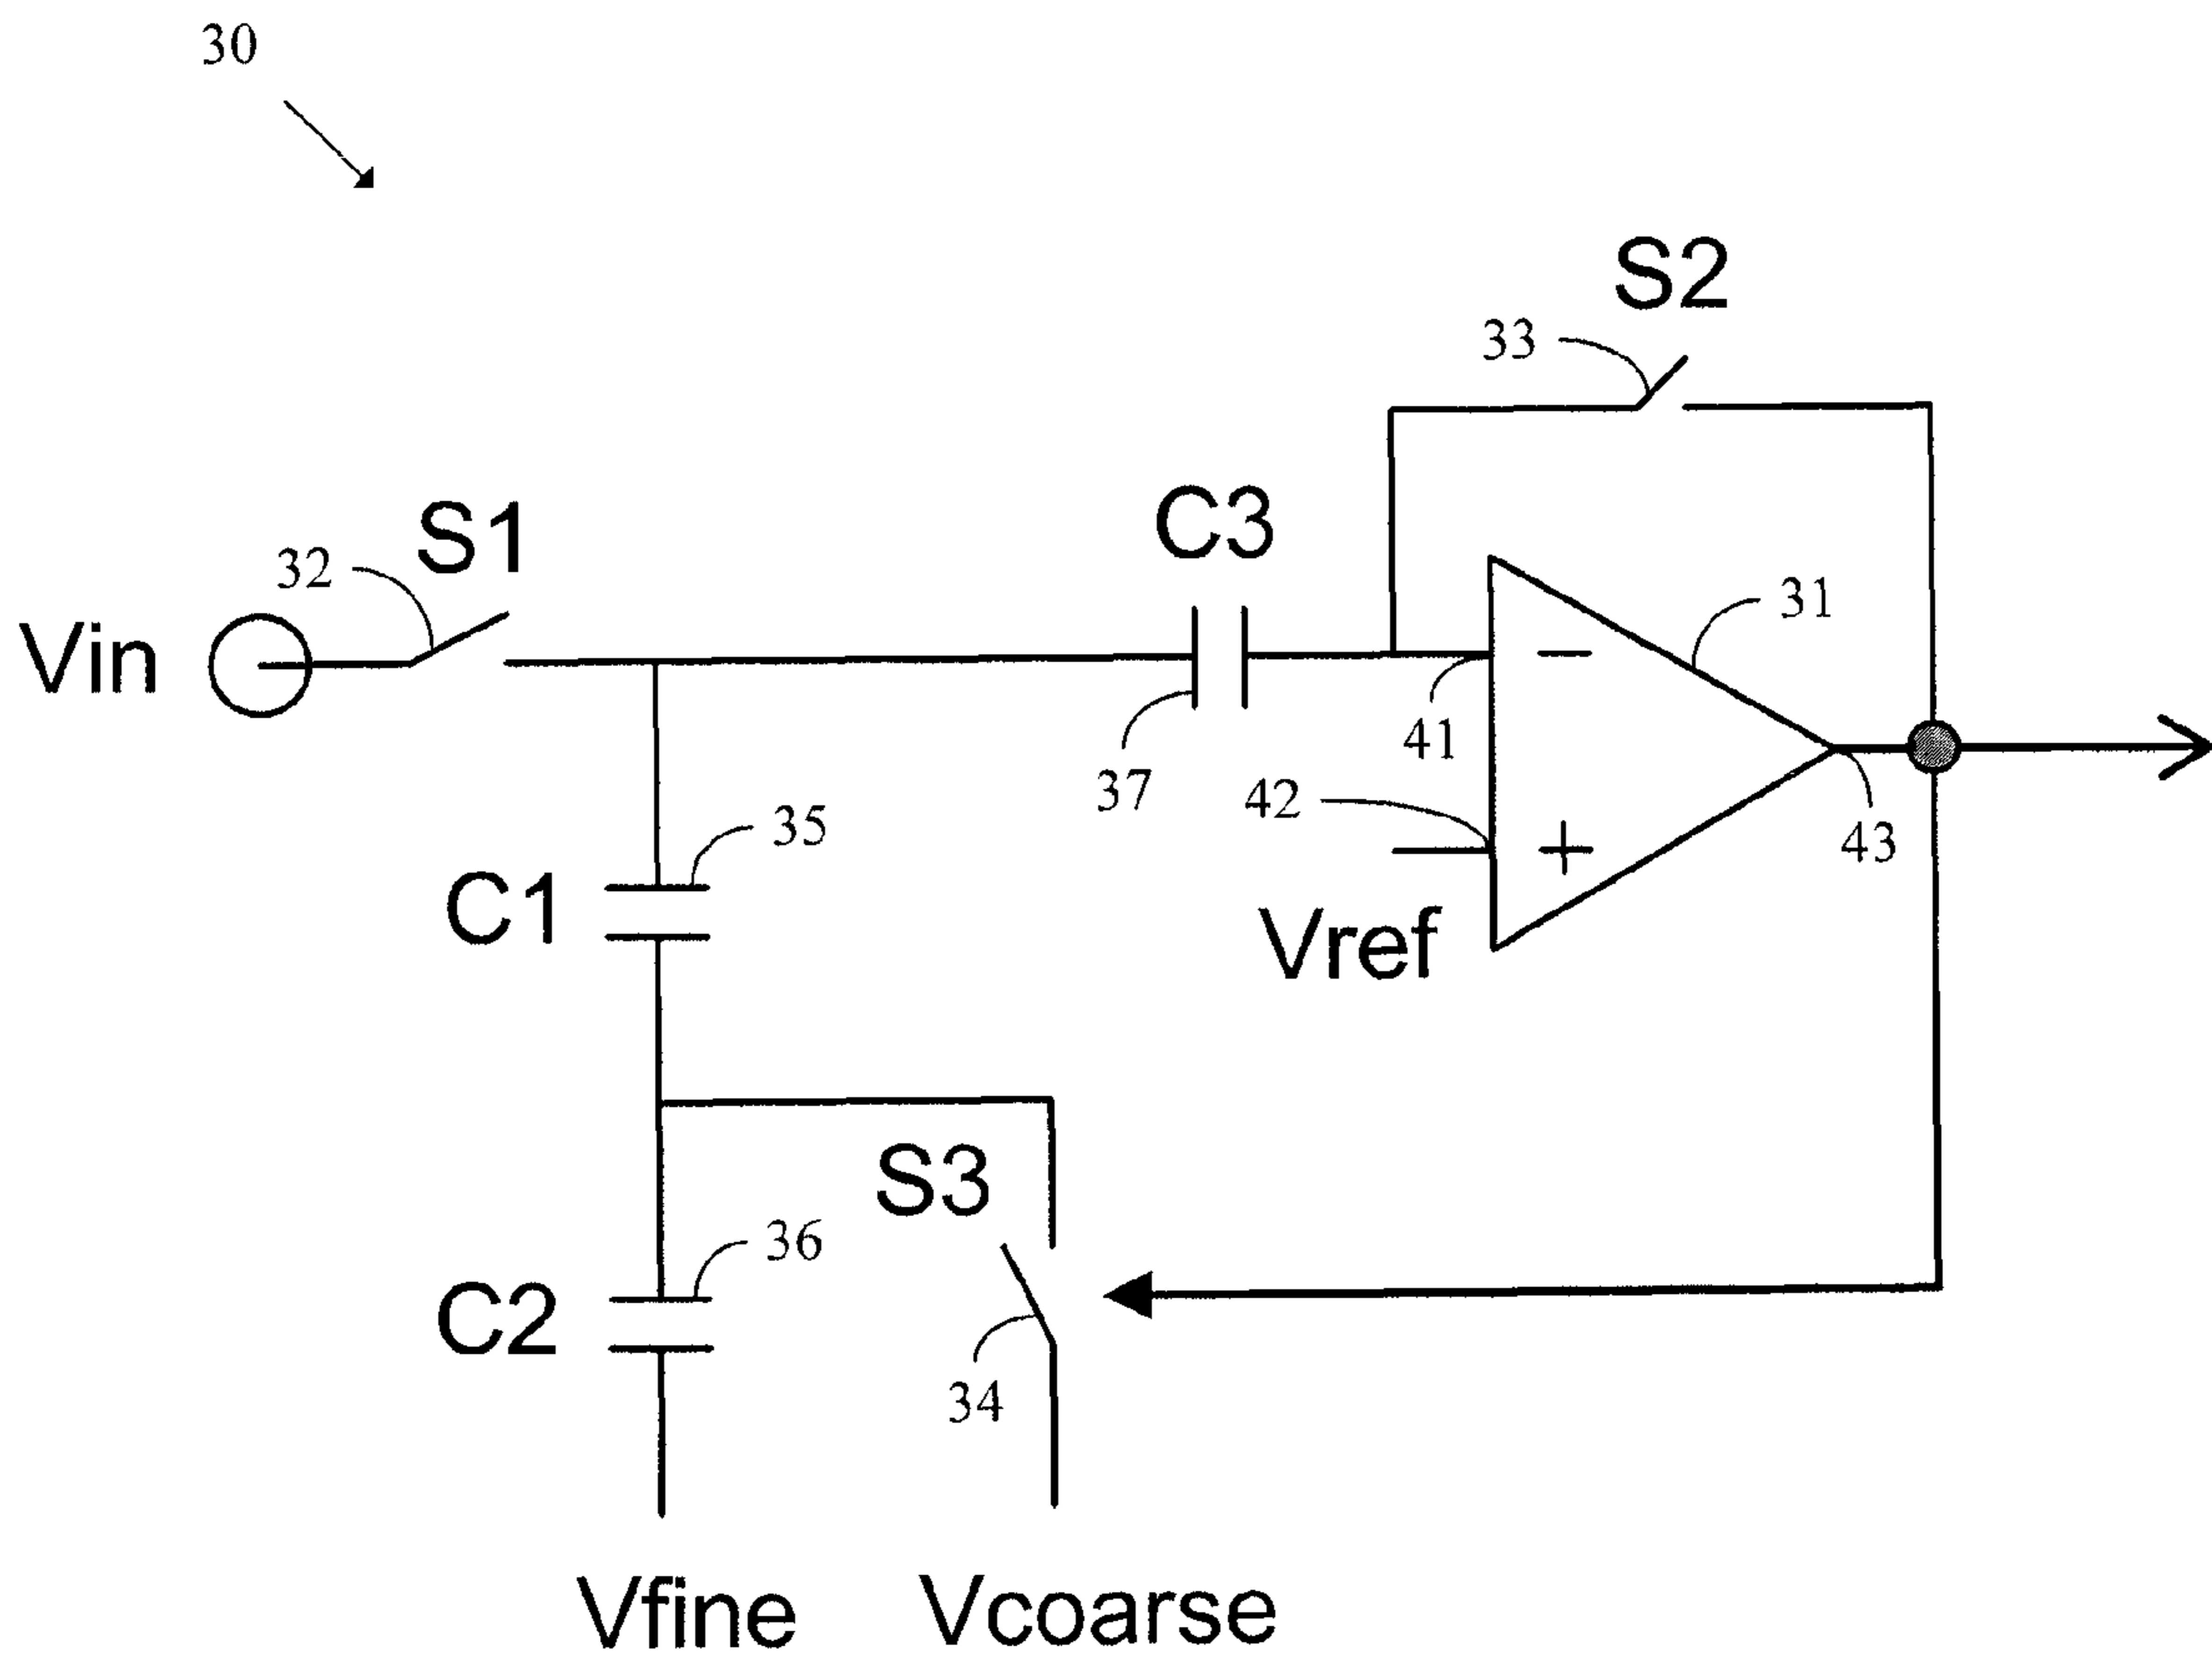 30
S2
33
C3
S1
32
31
Vin
−
41
37
42
35
43
+
C1
Vref
S3
36
C2
34
Vfine
Vcoarse